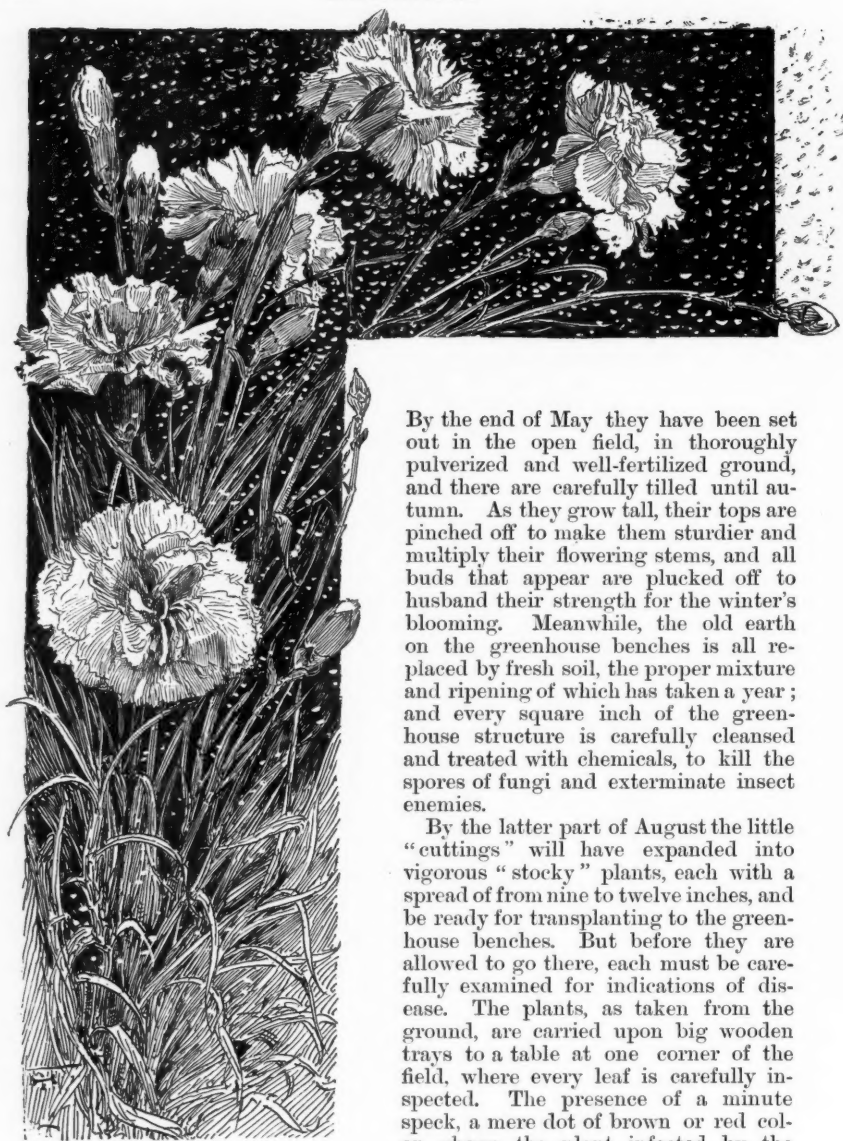 By the end of May they have been set
out in the open field, in thoroughly
pulverized and well-fertilized ground,
and there are carefully tilled until au-
tumn. As they grow tall, their tops are
pinched off to make them sturdier and
multiply their flowering stems, and all
buds that appear are plucked off to
husband their strength for the winter's
blooming. Meanwhile, the old earth
on the greenhouse benches is all re-
placed by fresh soil, the proper mixture
and ripening of which has taken a year;
and every square inch of the green-
house structure is carefully cleansed
and treated with chemicals, to kill the
spores of fungi and exterminate insect
enemies.
By the latter part of August the little
"cuttings" will have expanded into
vigorous "stocky" plants, each with a
spread of from nine to twelve inches, and
be ready for transplanting to the green-
house benches. But before they are
allowed to go there, each must be care-
fully examined for indications of dis-
ease. The plants, as taken from the
ground, are carried upon big wooden
trays to a table at one corner of the
field, where every leaf is carefully in-
spected. The presence of a minute
speck, a mere dot of brown or red col-